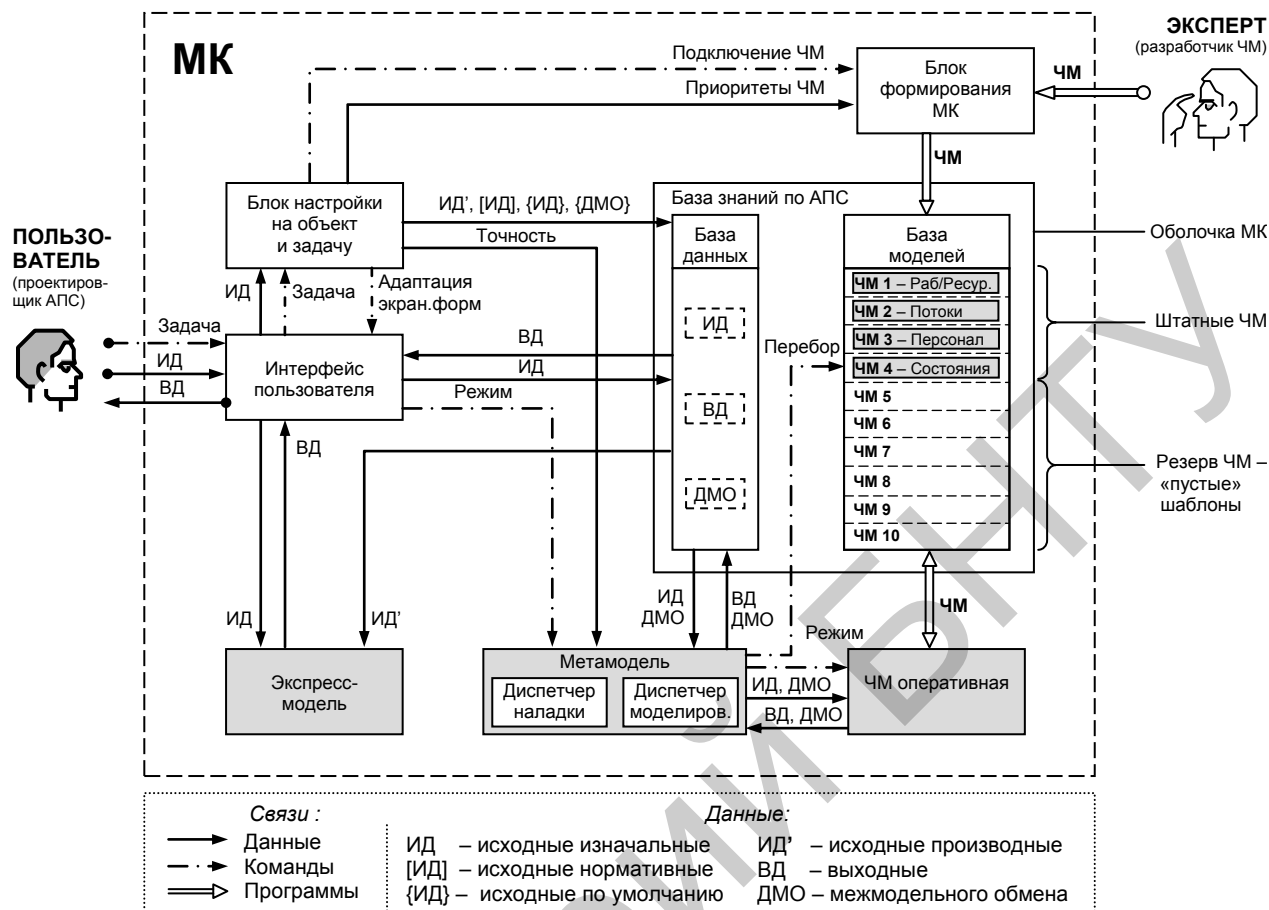 МК
ЭКСПЕРТ
(разработчик ЧМ)
Подключение ЧМ
Приоритеты ЧМ
Блок
формирования
МК
ЧМ
ЧМ
Блок настройки
на объект
и задачу
ИД’, [ИД], {ИД}, {ДМО}
Точность
База знаний по АПС
База
данных
База
моделей
Оболочка МК
ПОЛЬЗО-
ВАТЕЛЬ
(проектиров-
щик АПС)
ИД
Задача
Адаптация
экран.форм
ЧМ 1 – Раб/Ресур.
ЧМ 2 – Потоки
ЧМ 3 – Персонал
ЧМ 4 – Состояния
ЧМ 5
ЧМ 6
ЧМ 7
ЧМ 8
ЧМ 9
ЧМ 10
Штатные ЧМ
Резерв ЧМ –
«пустые»
шаблоны
Задача
ИД
ВД
Интерфейс
пользователя
ВД
ИД
Режим
Перебор
ИД
ВД
ДМО
ВД
ИД
ИД’
ИД
ДМО
ВД
ДМО
ЧМ
Режим
Экспресс-
модель
Метамодель
Диспетчер
наладки
Диспетчер
моделиров.
ИД, ДМО
ВД, ДМО
ЧМ оперативная
Связи :
Данные
Команды
Программы
Данные:
ИД – исходные изначальные
[ИД] – исходные нормативные
{ИД} – исходные по умолчанию
ИД’ – исходные производные
ВД – выходные
ДМО – межмодельного обмена
БНТУ